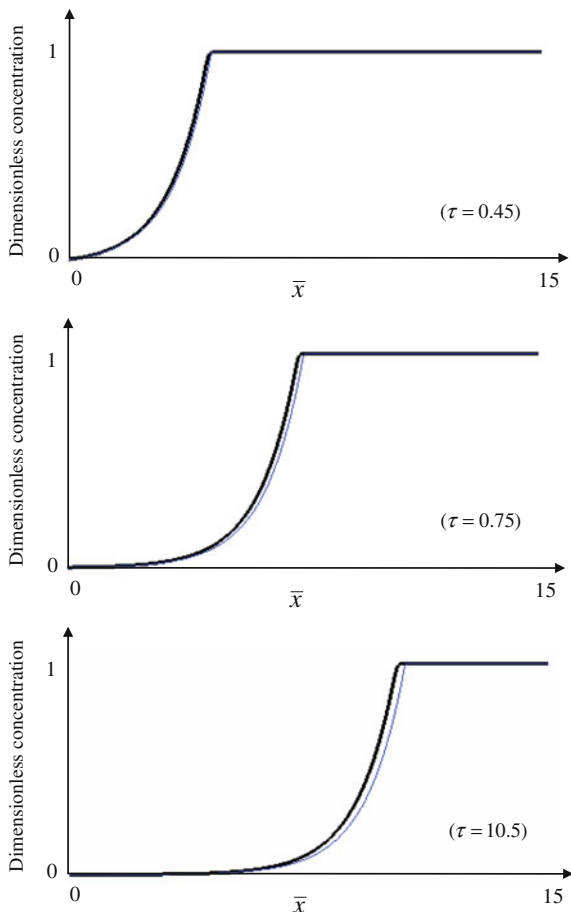 Dimensionless concentration
1
(τ = 0.45)
0
0
15
x̅
Dimensionless concentration
1
(τ = 0.75)
0
0
15
x̅
Dimensionless concentration
1
(τ = 10.5)
0
0
15
x̅